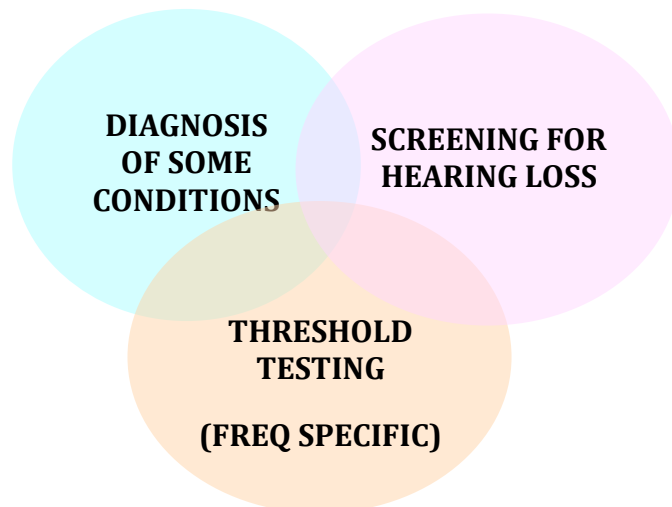 DIAGNOSIS
OF SOME
CONDITIONS
SCREENING FOR
HEARING LOSS
THRESHOLD
TESTING
(FREQ SPECIFIC)